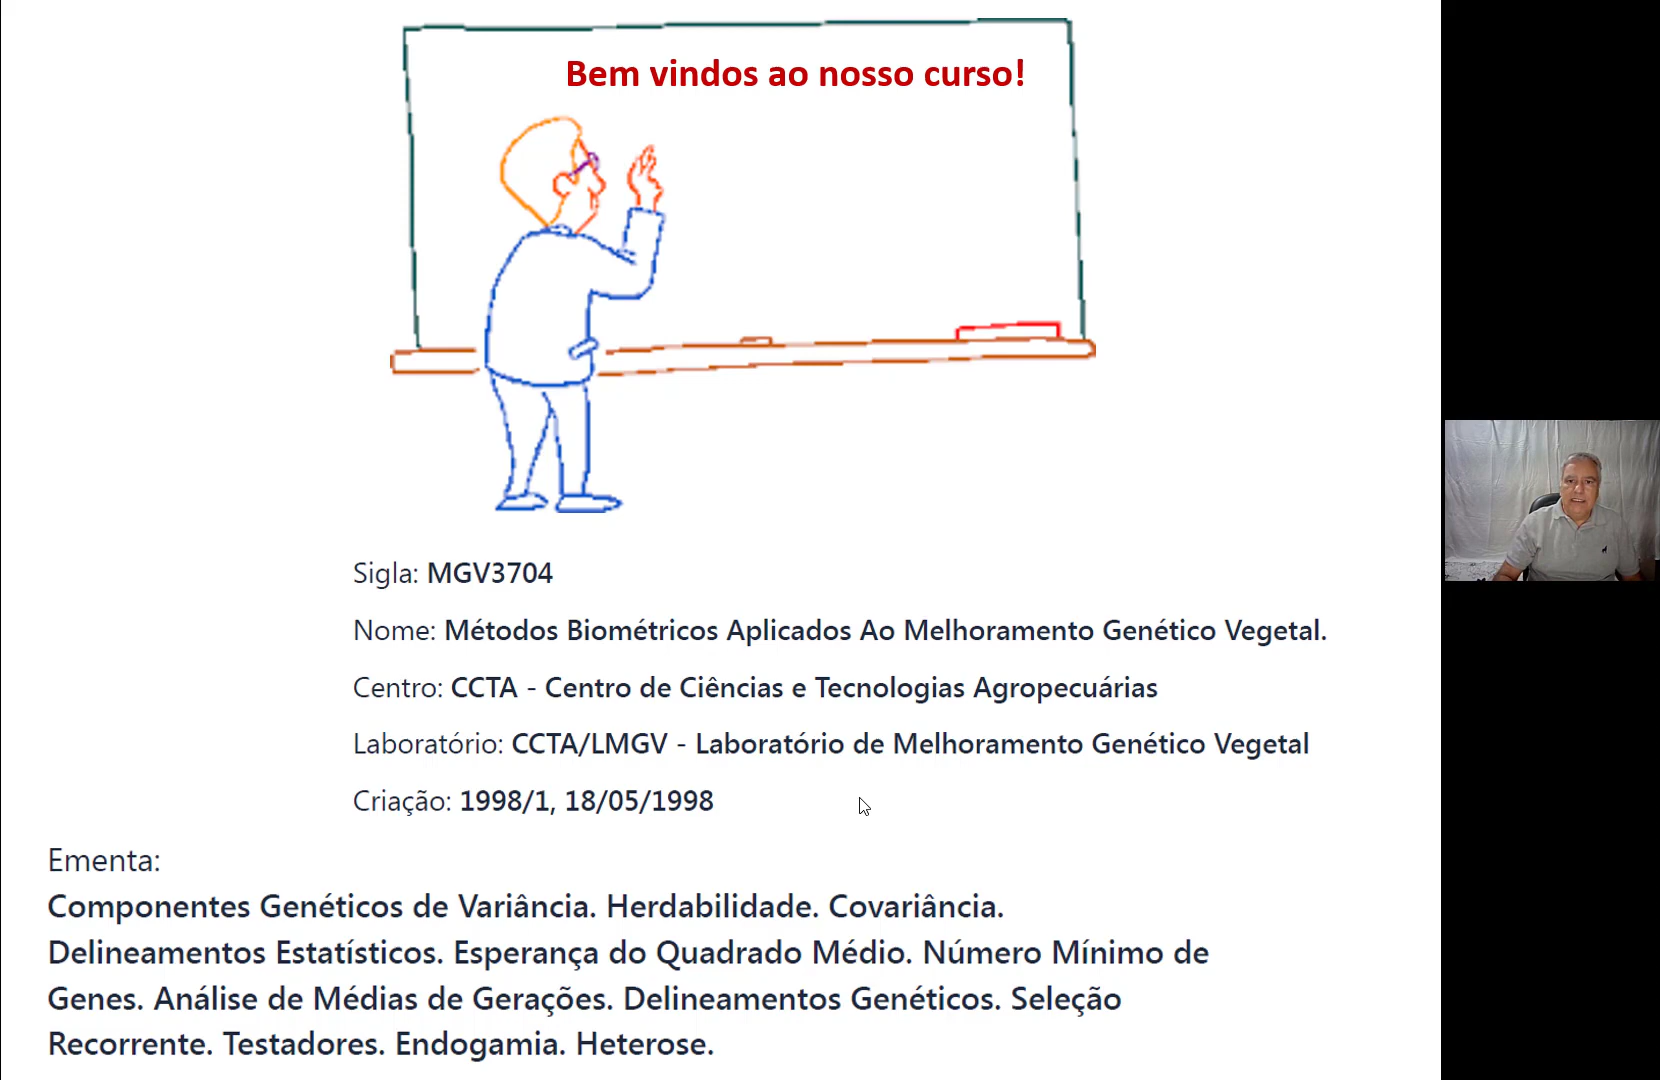 Bem vindos ao nosso curso!
Sigla: MGV3704
Nome: Métodos Biométricos Aplicados Ao Melhoramento Genético Vegetal.
Centro: CCTA - Centro de Ciências e Tecnologias Agropecuárias
Laboratório: CCTA/LMGV - Laboratório de Melhoramento Genético Vegetal
Criação: 1998/1, 18/05/1998
Ementa:
Componentes Genéticos de Variância. Herdabilidade. Covariância.
Delineamentos Estatísticos. Esperança do Quadrado Médio. Número Mínimo de
Genes. Análise de Médias de Gerações. Delineamentos Genéticos. Seleção
Recorrente. Testadores. Endogamia. Heterose.